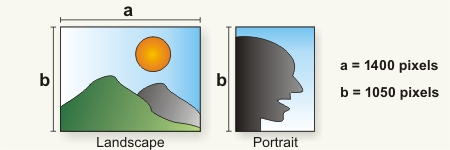 a
b
b
a = 1400 pixels
b = 1050 pixels
Landscape
Portrait